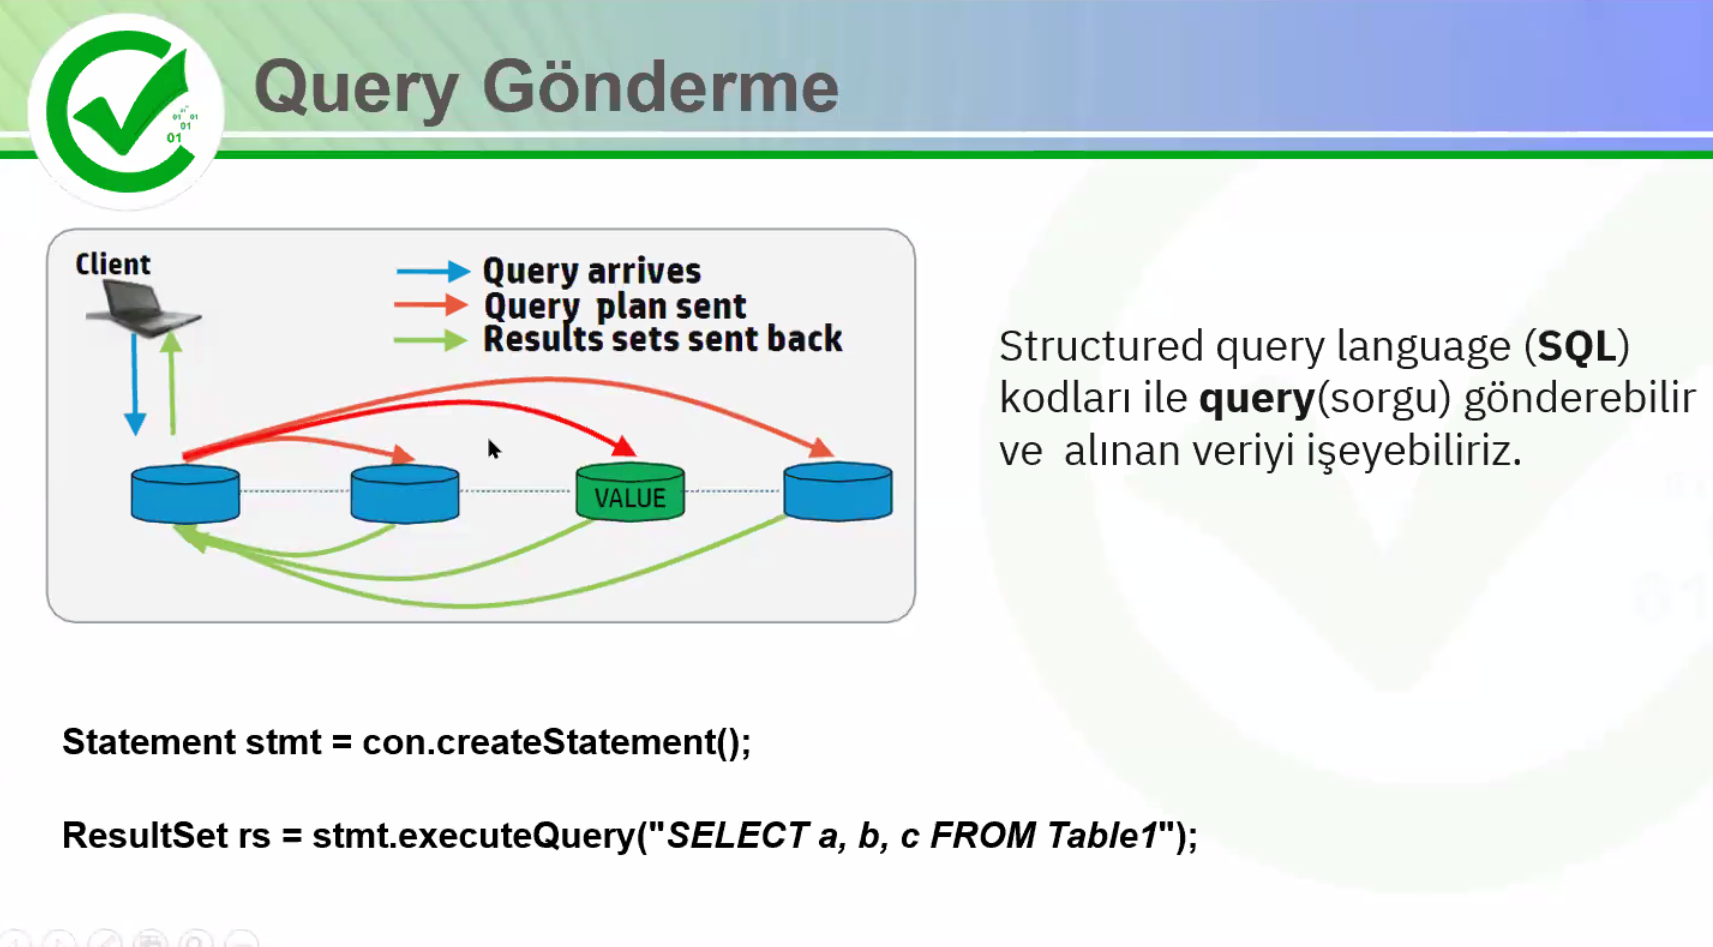 Query Gönderme
01
01
01
01
Client
Query arrives
Query plan sent
Results sets sent back
VALUE
Structured query language (SQL)
kodları ile query(sorgu) gönderebilir
ve alınan veriyi işeyebiliriz.
Statement stmt = con.createStatement();
ResultSet rs = stmt.executeQuery("SELECT a, b, c FROM Table1");